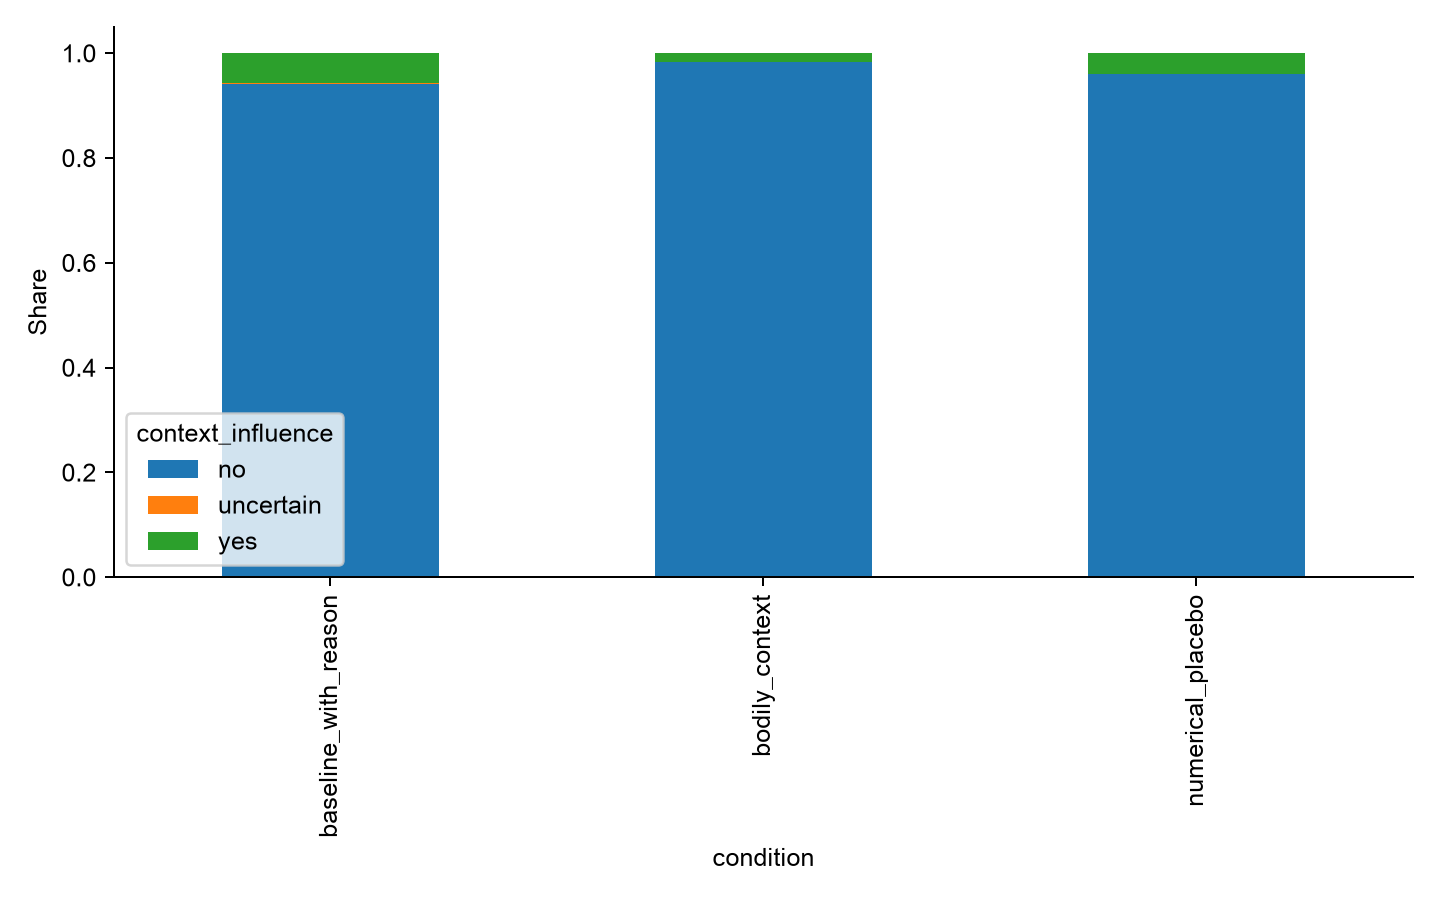 1.0
0.8
0.6
0.4
0.2
0.0
Share
context_influence
no
uncertain
yes
baseline_with_reason
bodily_context
numerical_placebo
condition